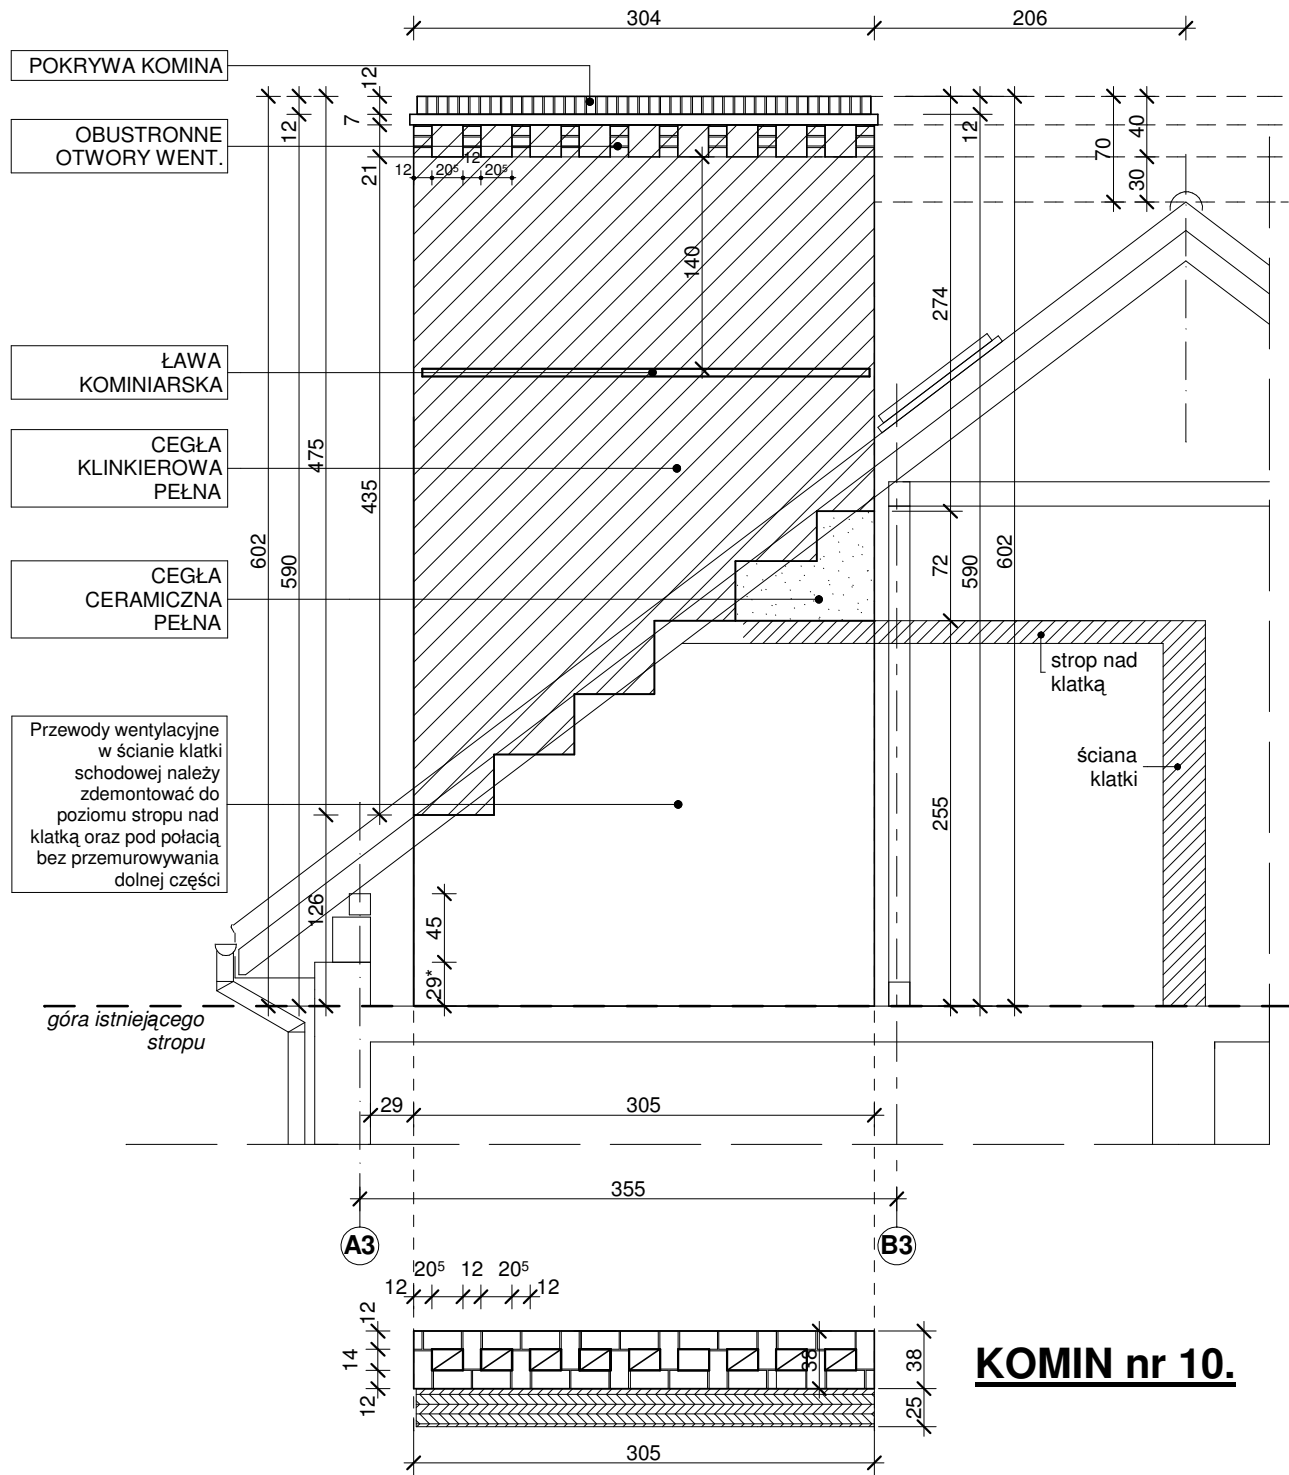 304
206
POKRYWA KOMINA
OBUSTRONNE
OTWORY WENT.
12
7
12
21
12
20⁵
12
20⁵
140
12
40
70
30
274
ŁAWA
KOMINIARSKA
CEGŁA
KLINKIEROWA
PEŁNA
475
435
602
590
CEGŁA
CERAMICZNA
PEŁNA
72
590
602
strop nad
klatką
Przewody wentylacyjne
w ścianie klatki
schodowej należy
zdemontować do
poziomu stropu nad
klatką oraz pod połacią
bez przemurowywania
dolnej części
ściana
klatki
255
126
45
29*
góra istniejącego
stropu
29
305
355
A3
B3
20⁵ 12 20⁵
12 12
12
14
12
38
38
25
305
KOMIN nr 10.